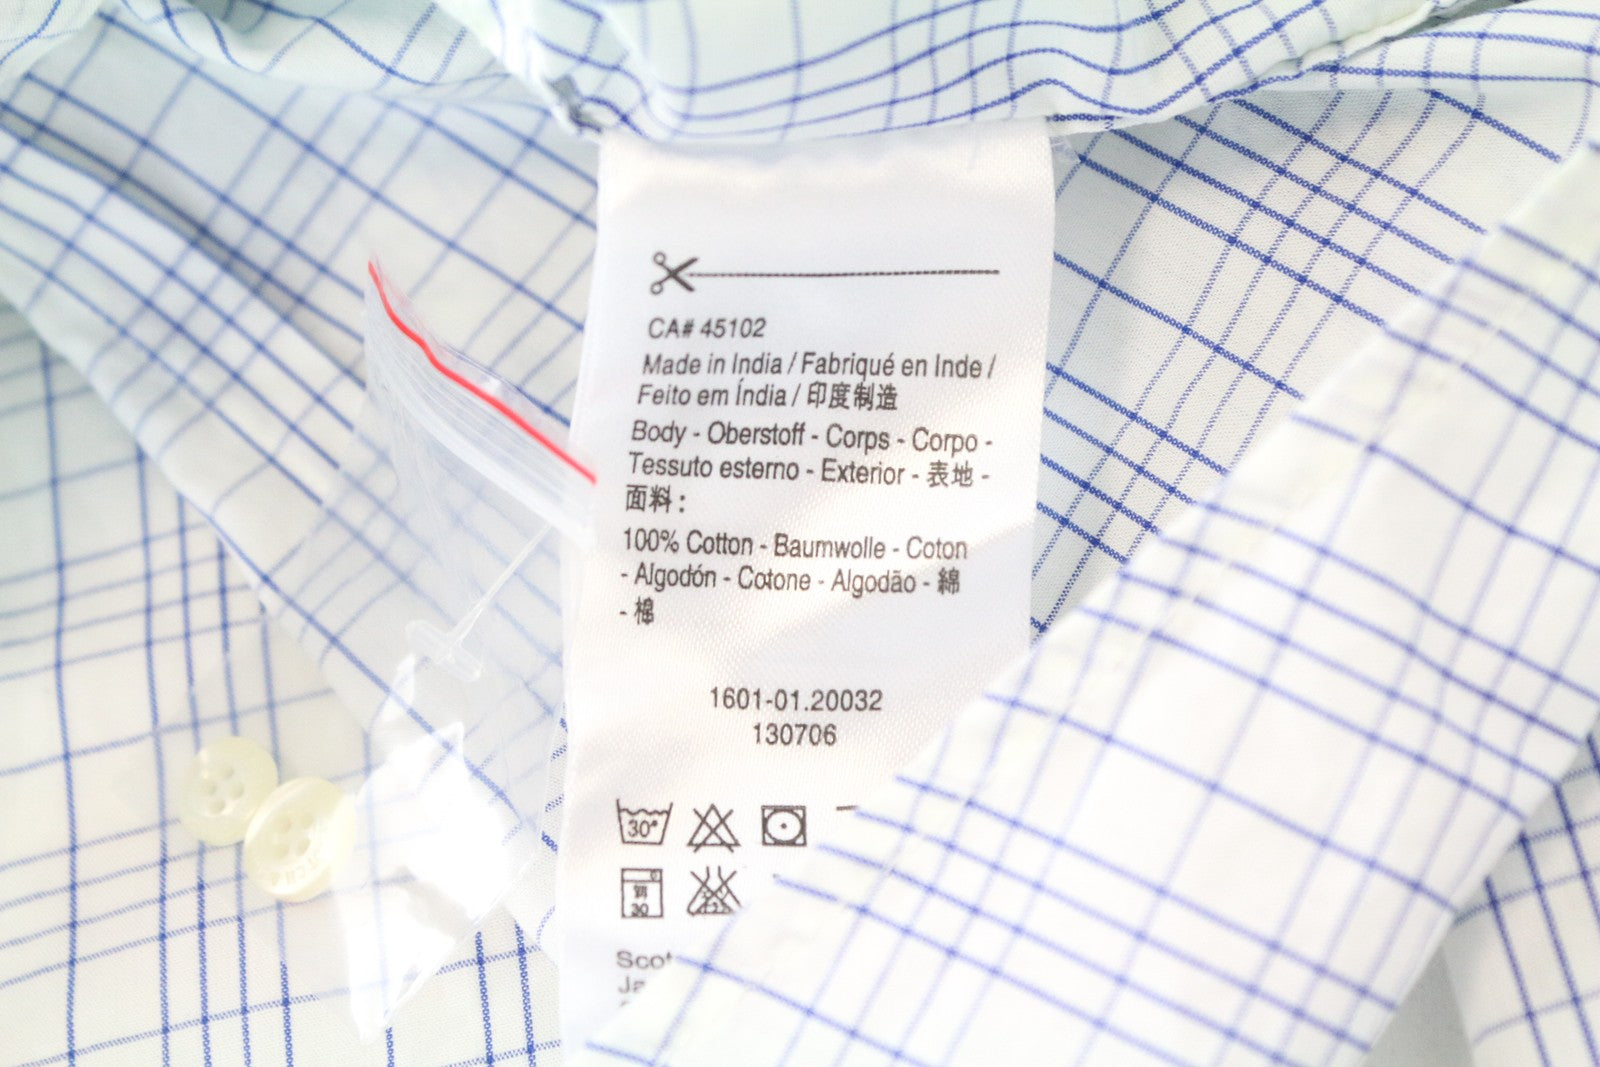 CA# 45102
Made in India / Fabriqué en Inde /
Feito em Índia / 印度制造
Body - Oberstoff - Corps - Corpo -
Tessuto esterno - Exterior - 表地 -
面料 :
100% Cotton - Baumwolle - Coton
- Algodón - Cotone - Algodão - 綿
- 棉
1601-01.20032
130706
30°
30